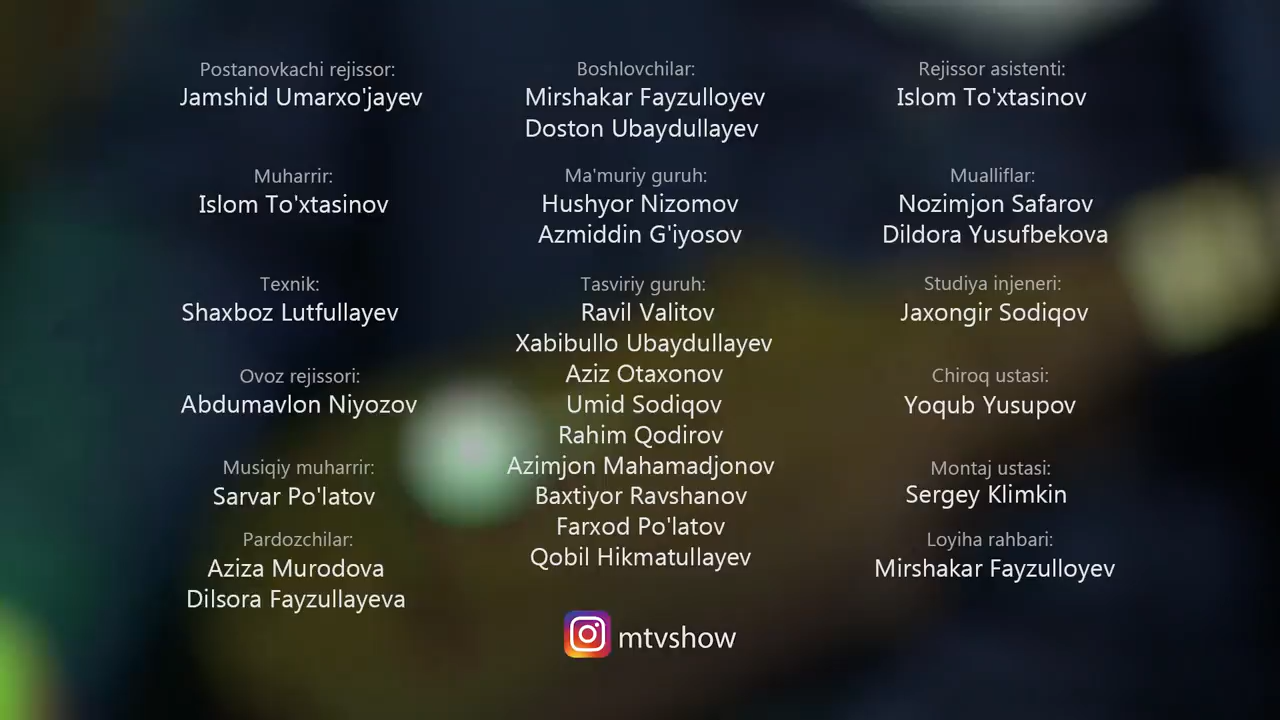 Postanovkachi rejissor:
Jamshid Umarxo'jayev
Muharrir:
Islom To'xtasinov
Texnik:
Shaxboz Lutfullayev
Ovoz rejissori:
Abdumavlon Niyozov
Musiqiy muharrir:
Sarvar Po'latov
Pardozchilar:
Aziza Murodova
Dilsora Fayzullayeva
Boshlovchilar:
Mirshakar Fayzulloyev
Doston Ubaydullayev
Ma'muriy guruh:
Hushyor Nizomov
Azmiddin G'iyosov
Tasviriy guruh:
Ravil Valitov
Xabibullo Ubaydullayev
Aziz Otaxonov
Umid Sodiqov
Rahim Qodirov
Azimjon Mahamadjonov
Baxtiyor Ravshanov
Farxod Po'latov
Qobil Hikmatullayev
Rejissor asistenti:
Islom To'xtasinov
Mualliflar:
Nozimjon Safarov
Dildora Yusufbekova
Studiya injeneri:
Jaxongir Sodiqov
Chiroq ustasi:
Yoqub Yusupov
Montaj ustasi:
Sergey Klimkin
Loyiha rahbari:
Mirshakar Fayzulloyev
mtvshow